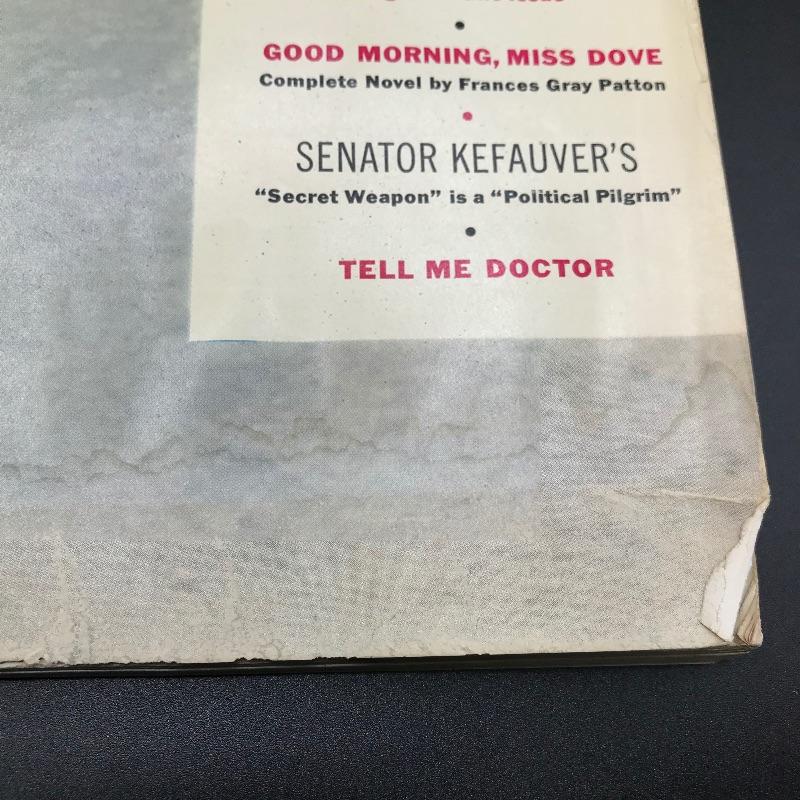 GOOD MORNING, MISS DOVE
Complete Novel by Frances Gray Patton
SENATOR KEFAUVER'S
"Secret Weapon" is a "Political Pilgrim"
TELL ME DOCTOR